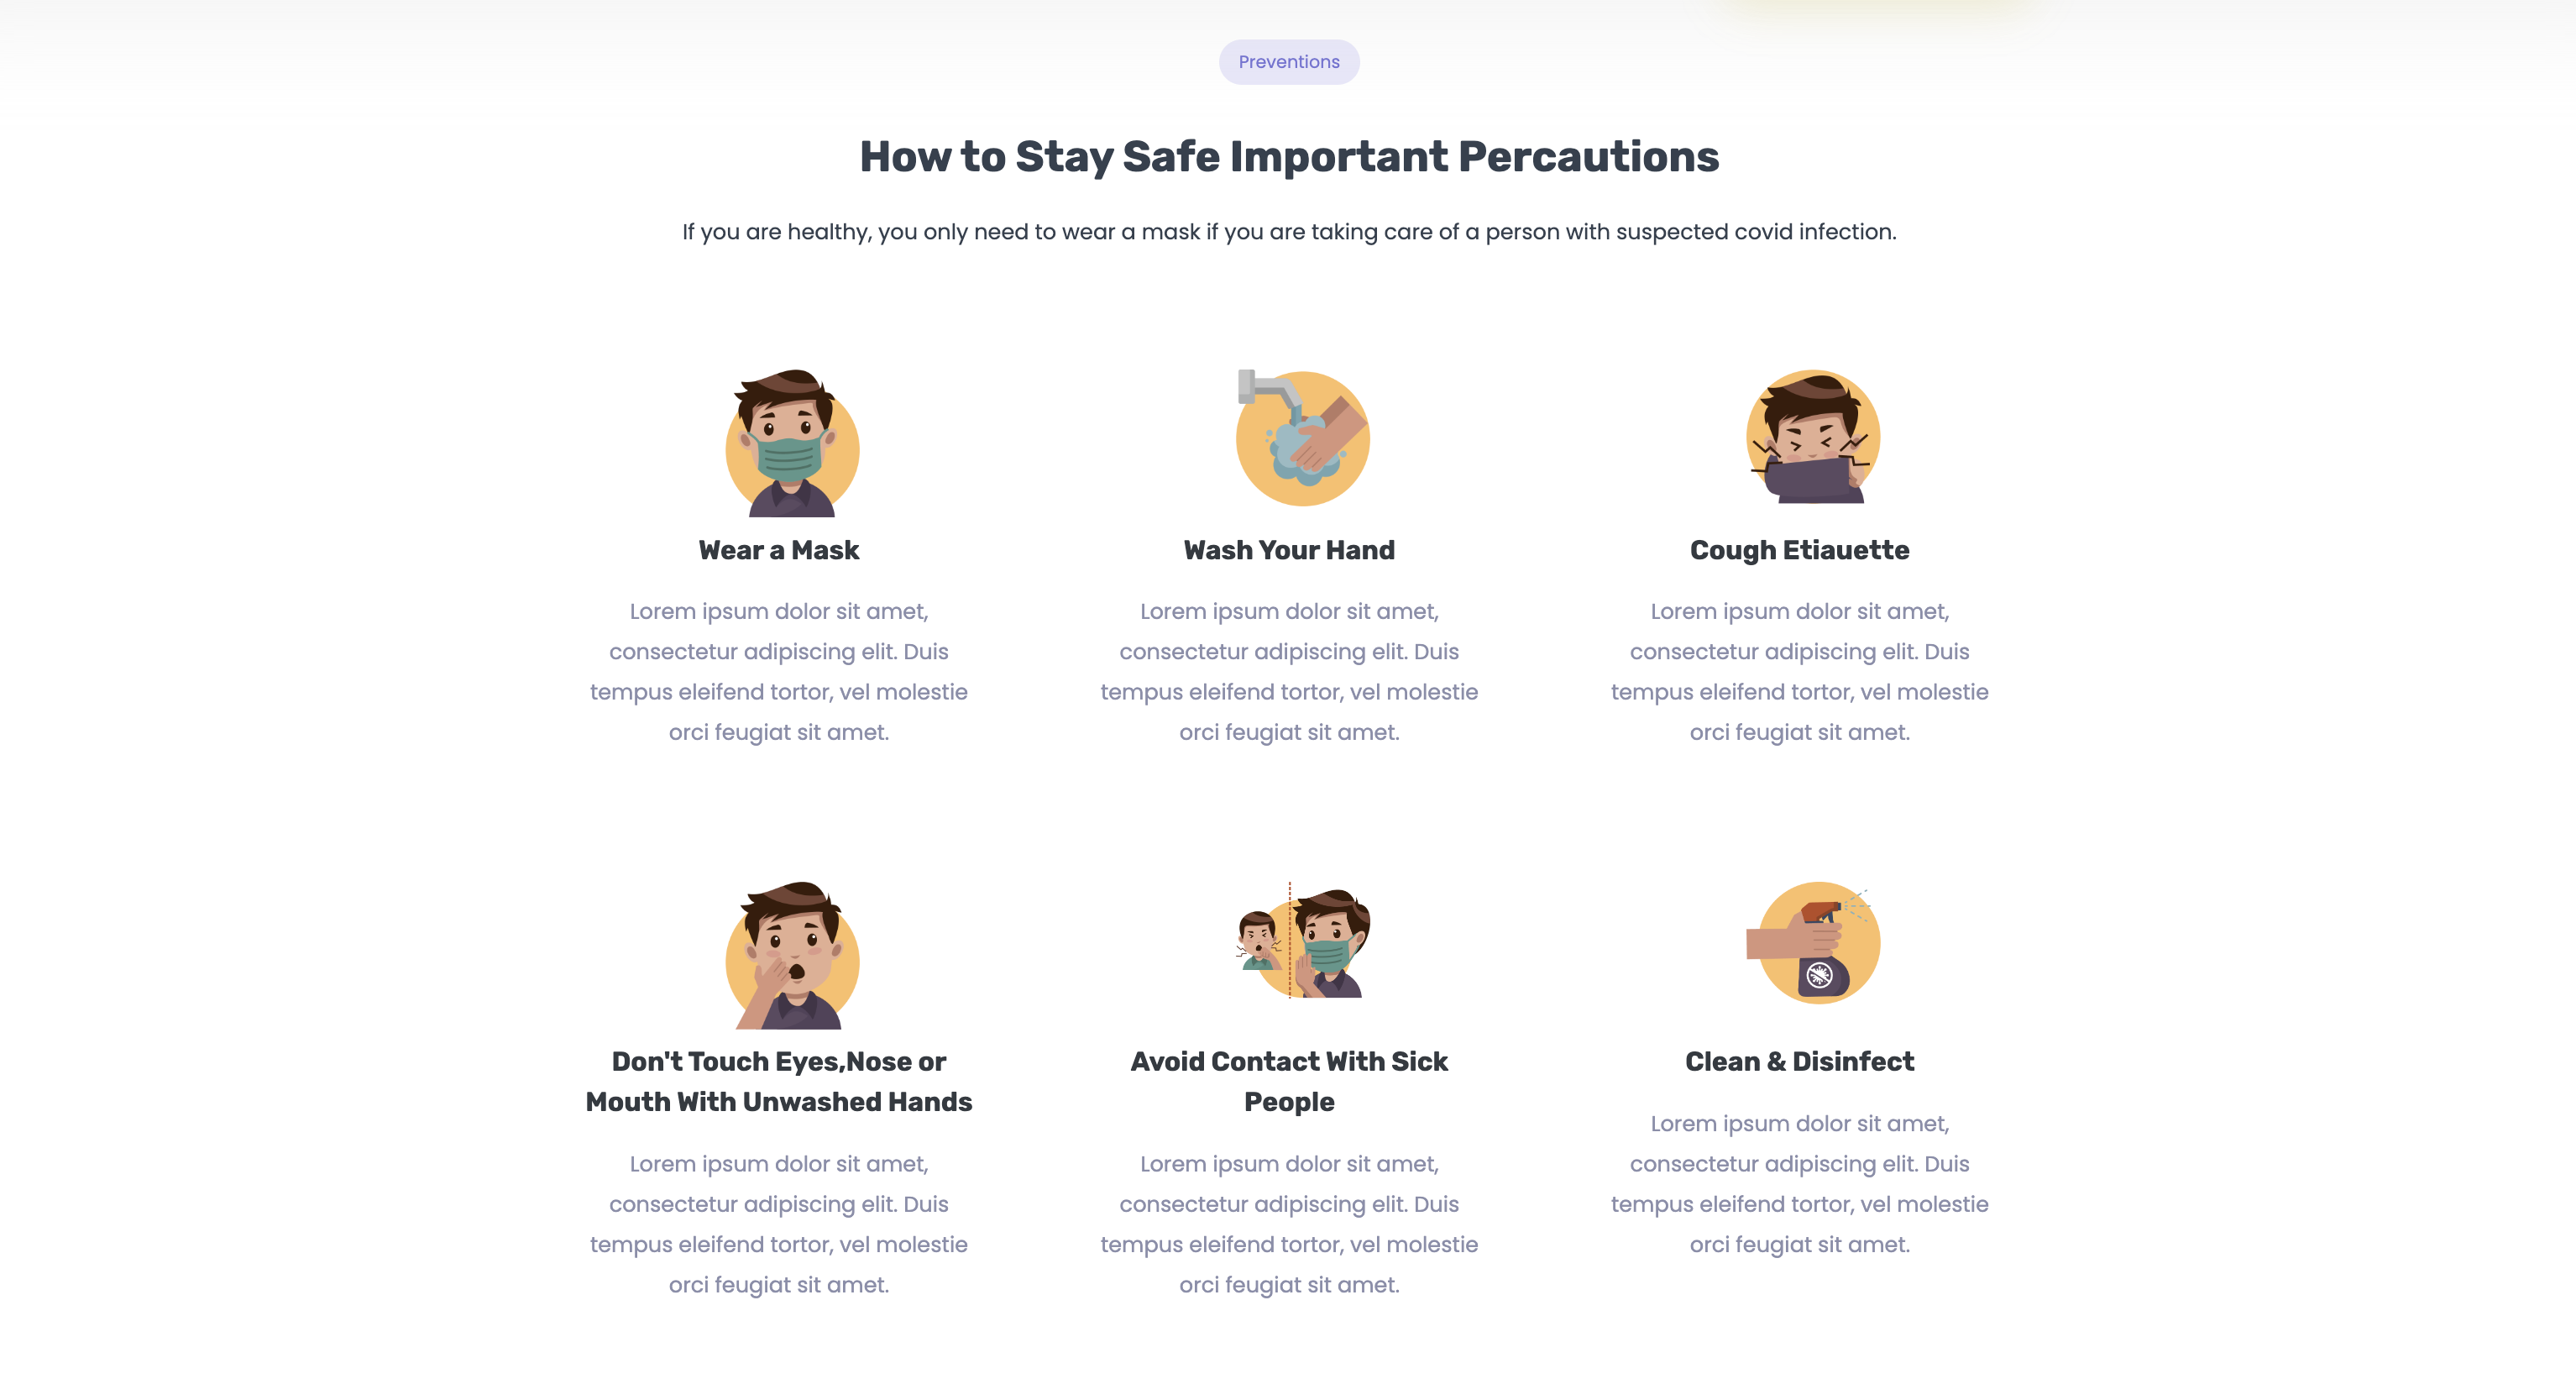 Preventions
How to Stay Safe Important Percautions
If you are healthy, you only need to wear a mask if you are taking care of a person with suspected covid infection.
Wear a Mask
Lorem ipsum dolor sit amet,
consectetur adipiscing elit. Duis
tempus eleifend tortor, vel molestie
orci feugiat sit amet.
Wash Your Hand
Lorem ipsum dolor sit amet,
consectetur adipiscing elit. Duis
tempus eleifend tortor, vel molestie
orci feugiat sit amet.
Cough Etiauette
Lorem ipsum dolor sit amet,
consectetur adipiscing elit. Duis
tempus eleifend tortor, vel molestie
orci feugiat sit amet.
Don't Touch Eyes,Nose or
Mouth With Unwashed Hands
Lorem ipsum dolor sit amet,
consectetur adipiscing elit. Duis
tempus eleifend tortor, vel molestie
orci feugiat sit amet.
Avoid Contact With Sick
People
Lorem ipsum dolor sit amet,
consectetur adipiscing elit. Duis
tempus eleifend tortor, vel molestie
orci feugiat sit amet.
Clean & Disinfect
Lorem ipsum dolor sit amet,
consectetur adipiscing elit. Duis
tempus eleifend tortor, vel molestie
orci feugiat sit amet.